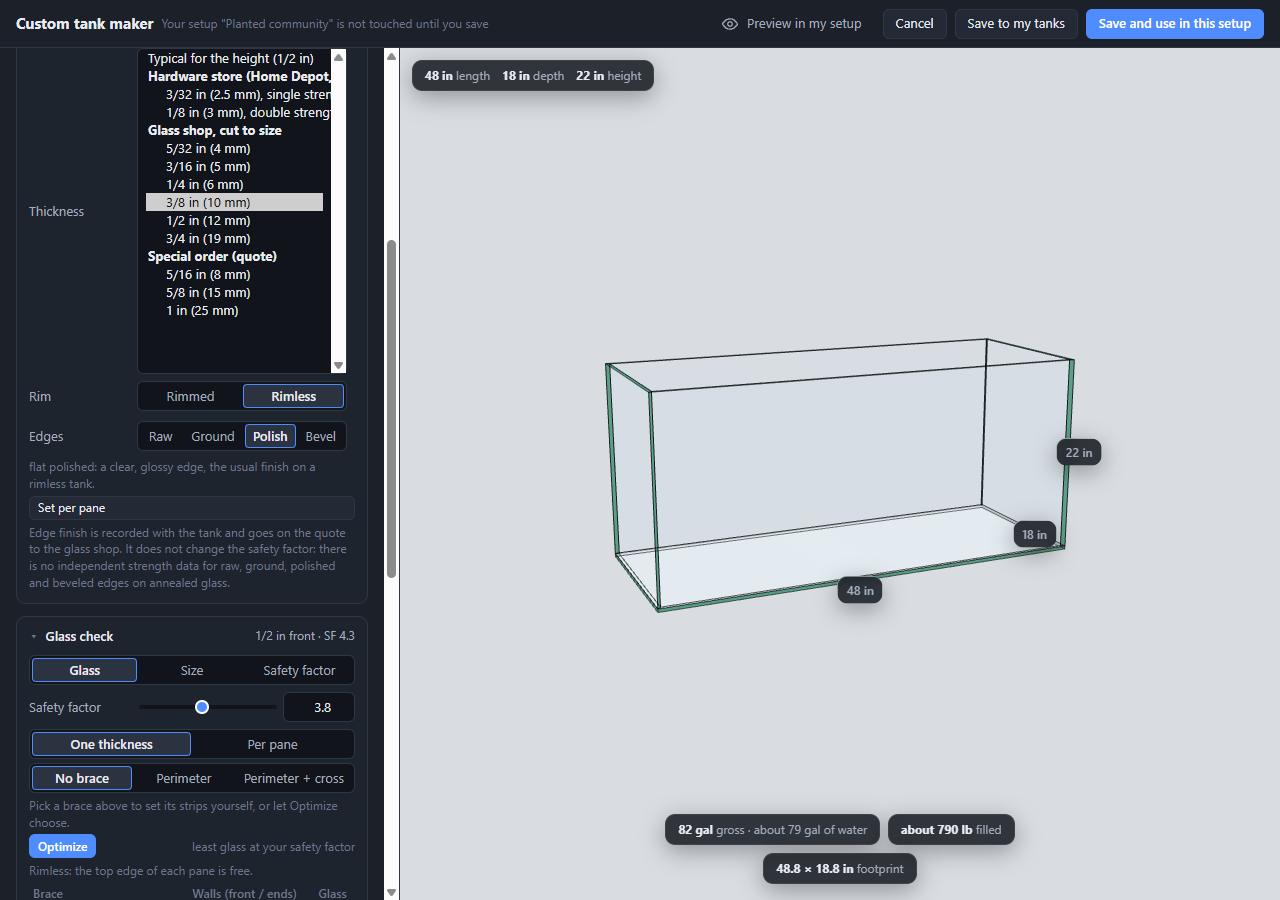 Custom tank maker Your setup "Planted community" is not touched until you save
Preview in my setup Cancel Save to my tanks Save and use in this setup
Typical for the height (1/2 in)
Hardware store (Home Depot,
3/32 in (2.5 mm), single stren
1/8 in (3 mm), double streng
Glass shop, cut to size
5/32 in (4 mm)
3/16 in (5 mm)
1/4 in (6 mm)
Thickness
3/8 in (10 mm)
1/2 in (12 mm)
3/4 in (19 mm)
Special order (quote)
5/16 in (8 mm)
5/8 in (15 mm)
1 in (25 mm)
Rim Rimmed Rimless
Edges Raw Ground Polish Bevel
flat polished: a clear, glossy edge, the usual finish on a
rimless tank.
Set per pane
Edge finish is recorded with the tank and goes on the quote
to the glass shop. It does not change the safety factor: there
is no independent strength data for raw, ground, polished
and beveled edges on annealed glass.
Glass check 1/2 in front · SF 4.3
Glass Size Safety factor
Safety factor 3.8
One thickness Per pane
No brace Perimeter Perimeter + cross
Pick a brace above to set its strips yourself, or let Optimize
choose.
Optimize least glass at your safety factor
Rimless: the top edge of each pane is free.
Brace Walls (front / ends) Glass
48 in length 18 in depth 22 in height
22 in
18 in
48 in
82 gal gross · about 79 gal of water
about 790 lb filled
48.8 × 18.8 in footprint